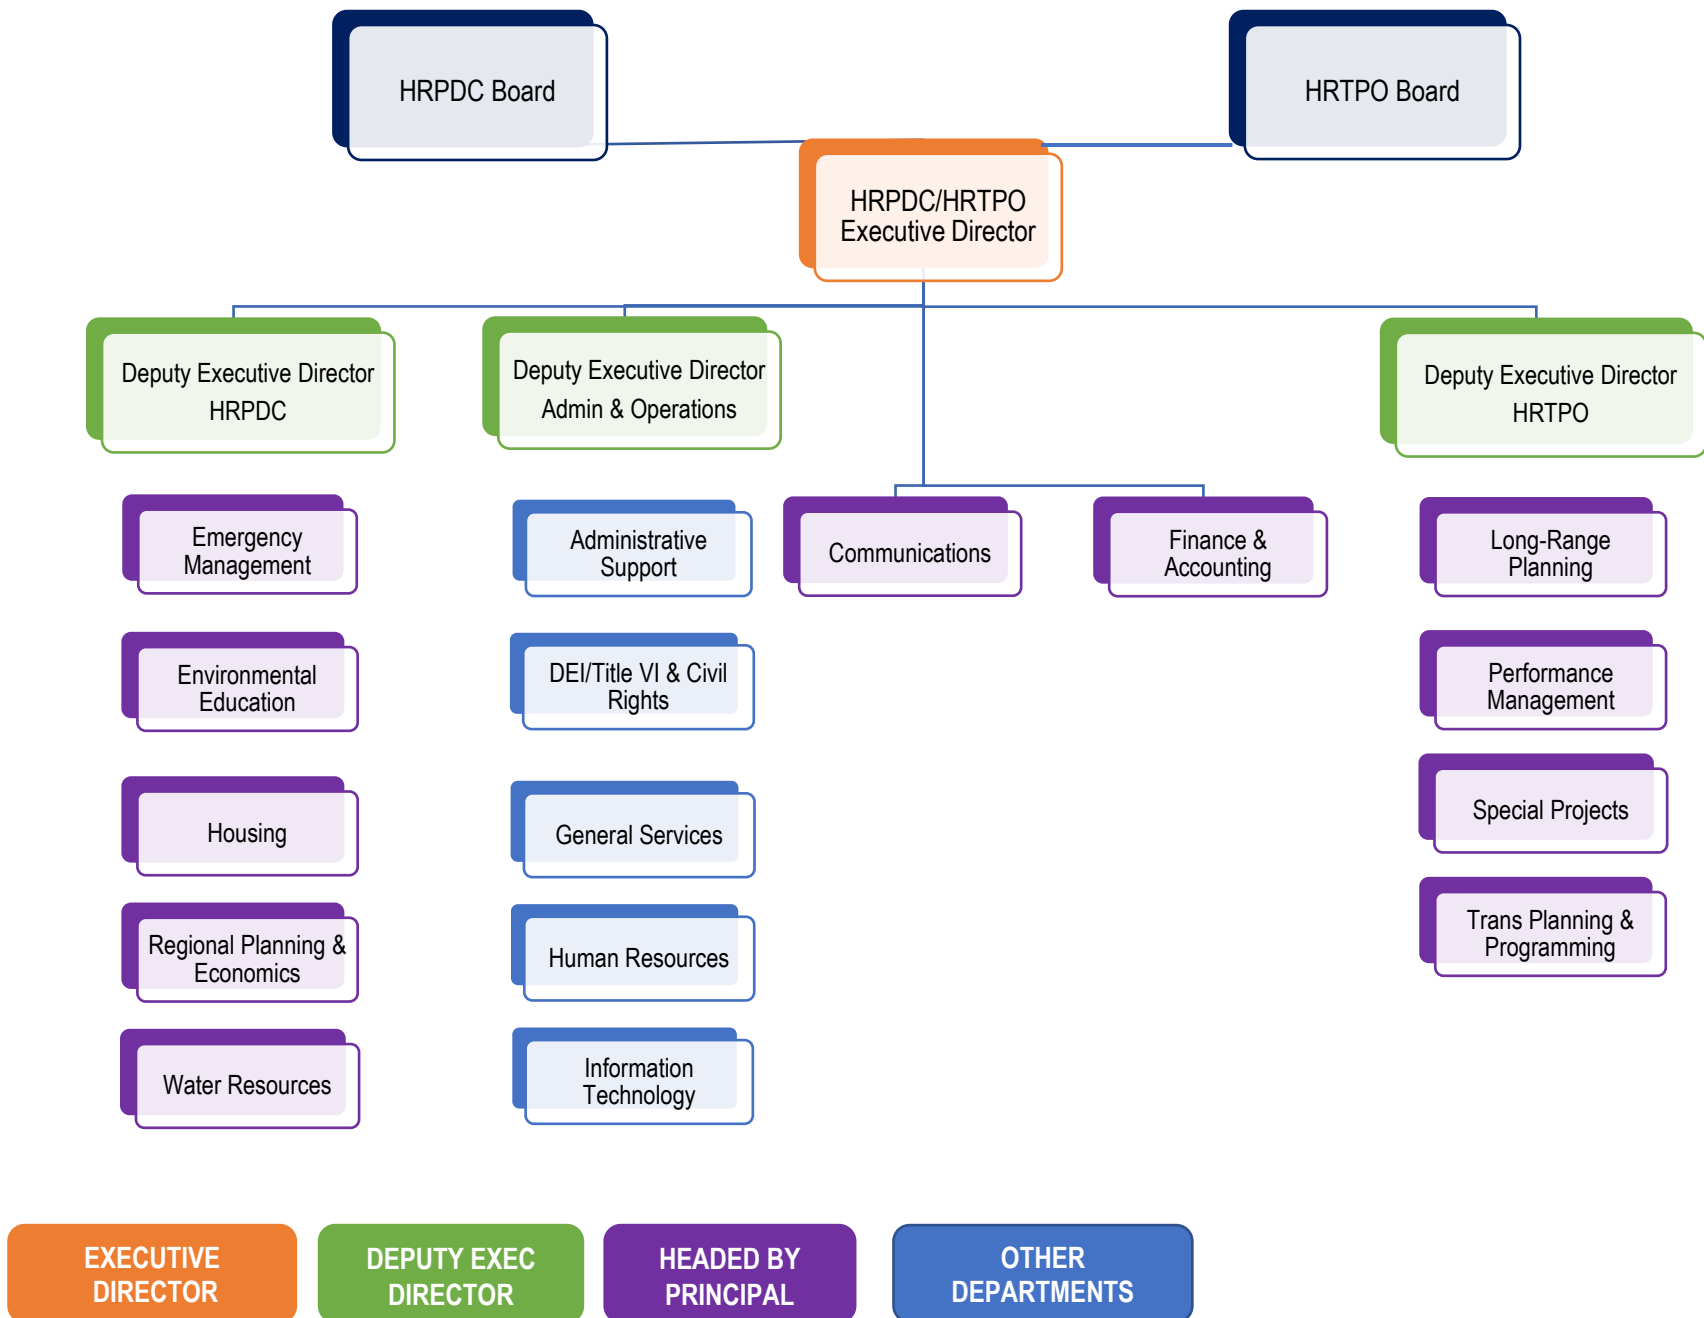 HRPDC Board
HRTPO Board
HRPDC/HRTPO
Executive Director
Deputy Executive Director
HRPDC
Deputy Executive Director
Admin & Operations
Deputy Executive Director
HRTPO
Emergency
Management
Administrative
Support
Communications
Finance &
Accounting
Long-Range
Planning
Environmental
Education
DEI/Title VI & Civil
Rights
Performance
Management
Housing
General Services
Special Projects
Regional Planning &
Economics
Human Resources
Trans Planning &
Programming
Water Resources
Information
Technology
EXECUTIVE
DIRECTOR
DEPUTY EXEC
DIRECTOR
HEADED BY
PRINCIPAL
OTHER
DEPARTMENTS